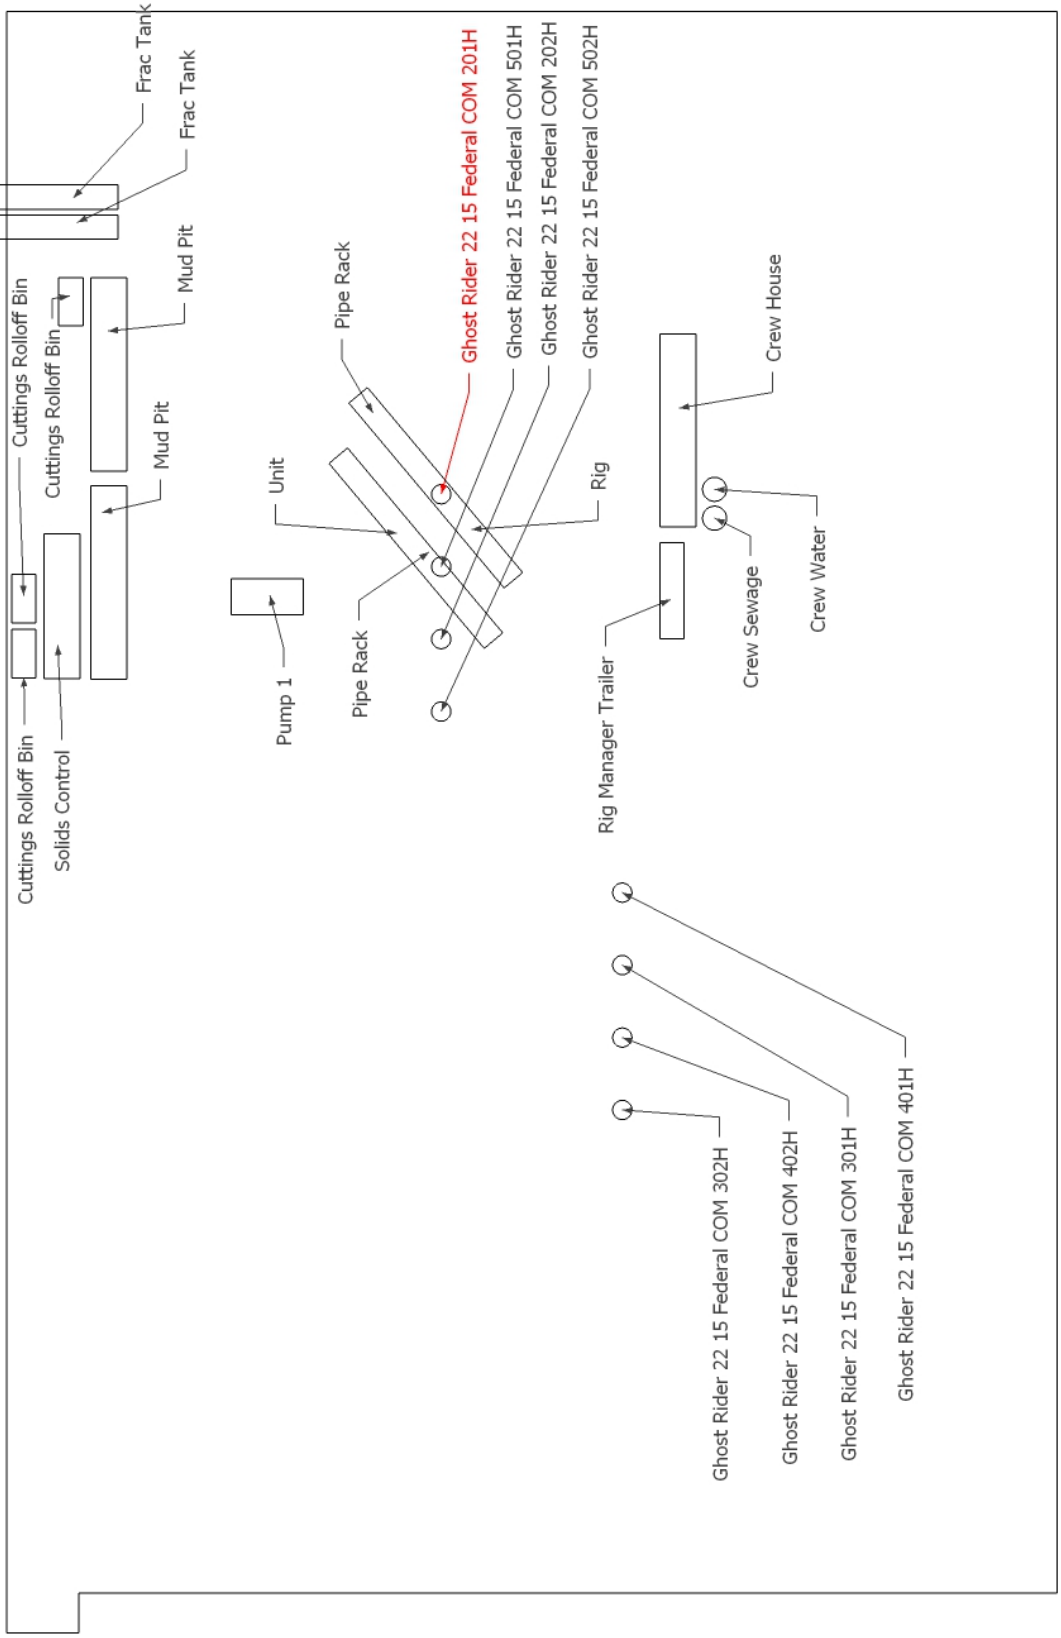 Frac Tank
Frac Tank
Cuttings Rolloff Bin
Cuttings Rolloff Bin
Mud Pit
Mud Pit
Cuttings Rolloff Bin
Solids Control
Pipe Rack
Unit
Pump 1
Pipe Rack
Rig
Ghost Rider 22 15 Federal COM 201H
Ghost Rider 22 15 Federal COM 501H
Ghost Rider 22 15 Federal COM 202H
Ghost Rider 22 15 Federal COM 502H
Crew House
Crew Water
Crew Sewage
Rig Manager Trailer
Ghost Rider 22 15 Federal COM 302H
Ghost Rider 22 15 Federal COM 402H
Ghost Rider 22 15 Federal COM 301H
Ghost Rider 22 15 Federal COM 401H